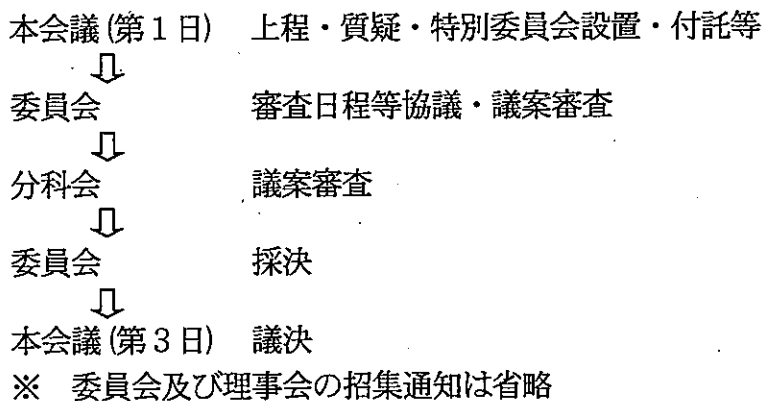 本会議(第1日) 上程・質疑・特別委員会設置・付託等
⇩
委員会 審査日程等協議・議案審査
⇩
分科会 議案審査
⇩
委員会 採決
⇩
本会議(第3日) 議決
※ 委員会及び理事会の招集通知は省略